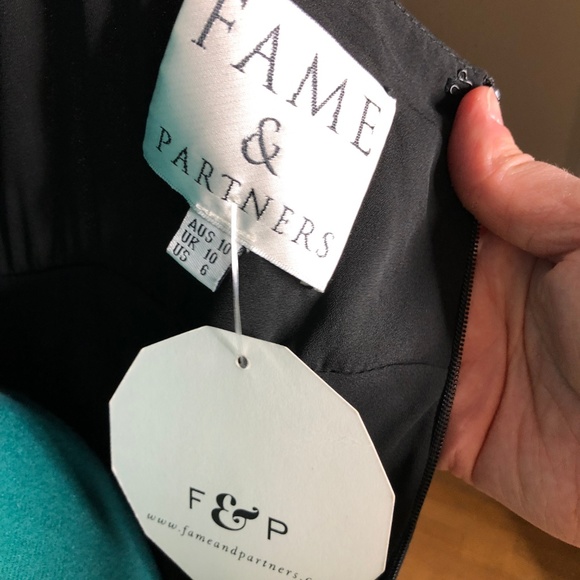 FAME
&
PARTNERS
AUS 10
UK 10
US 6
F & P
www.fameandpartners.c